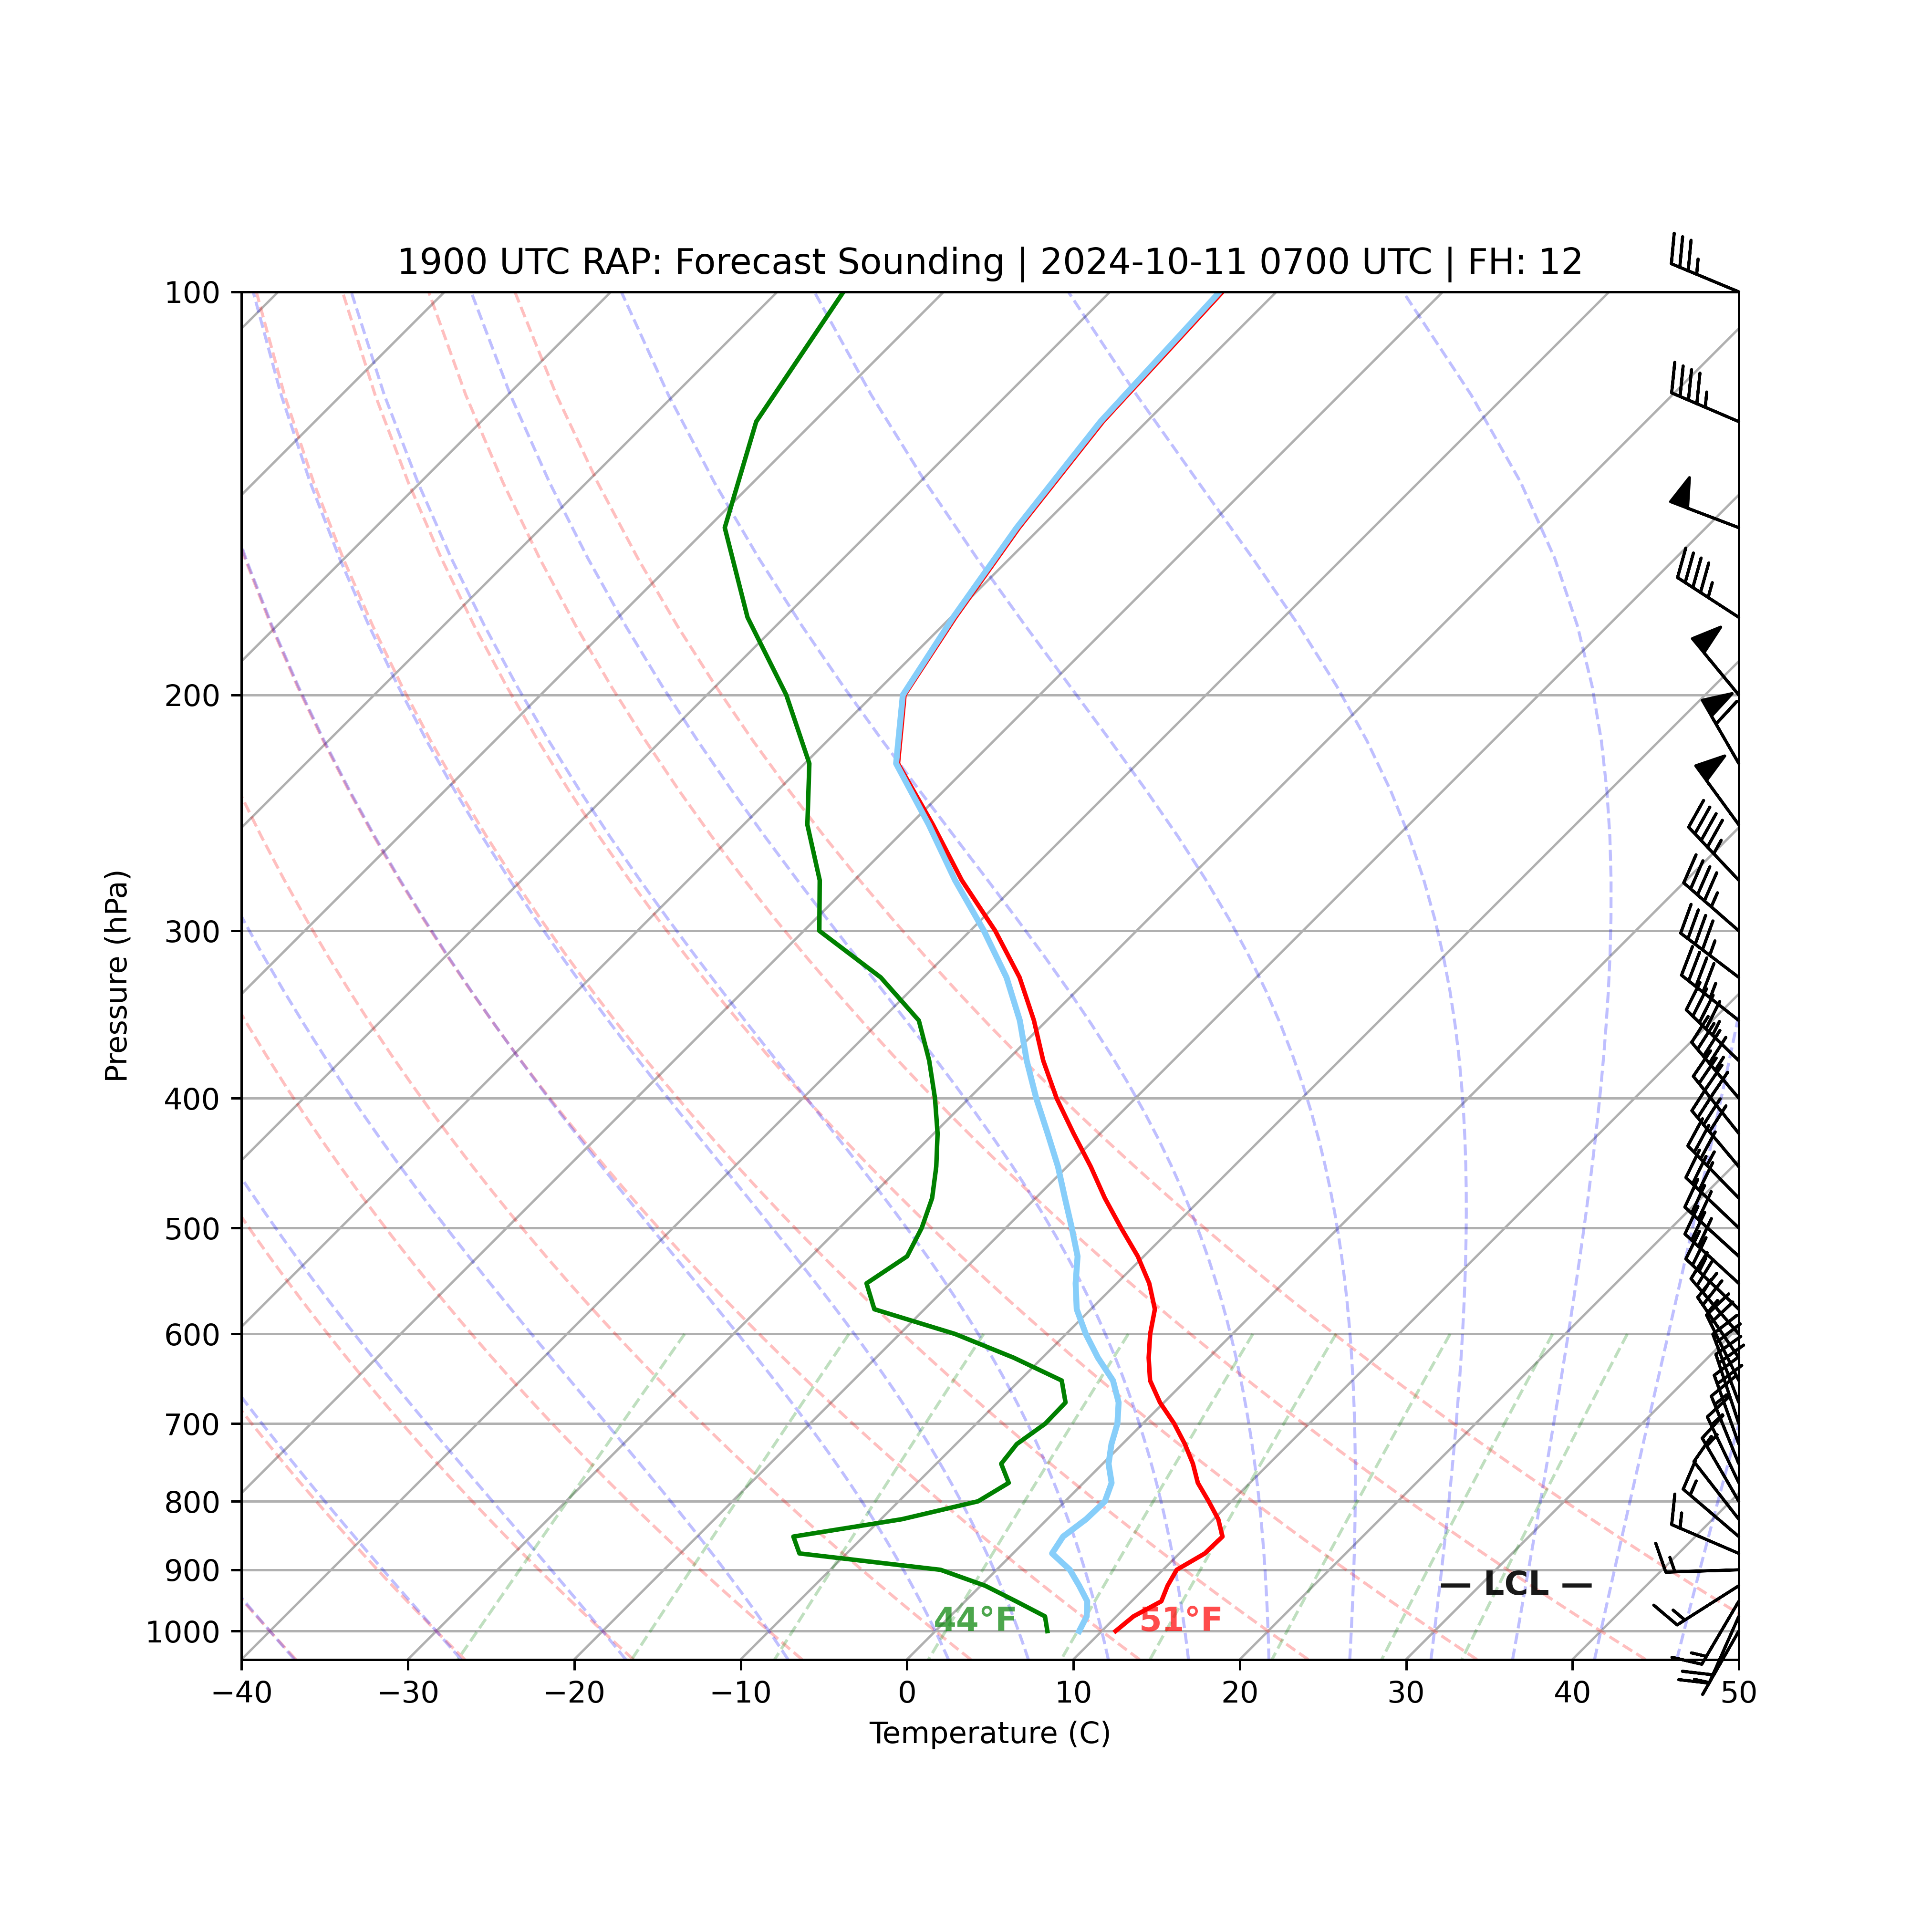 1900 UTC RAP: Forecast Sounding | 2024-10-11 0700 UTC | FH: 12
100
200
300
400
500
600
700
800
900
1000
Pressure (hPa)
— LCL —
44°F
51°F
−40 −30 −20 −10 0 10 20 30 40 50
Temperature (C)